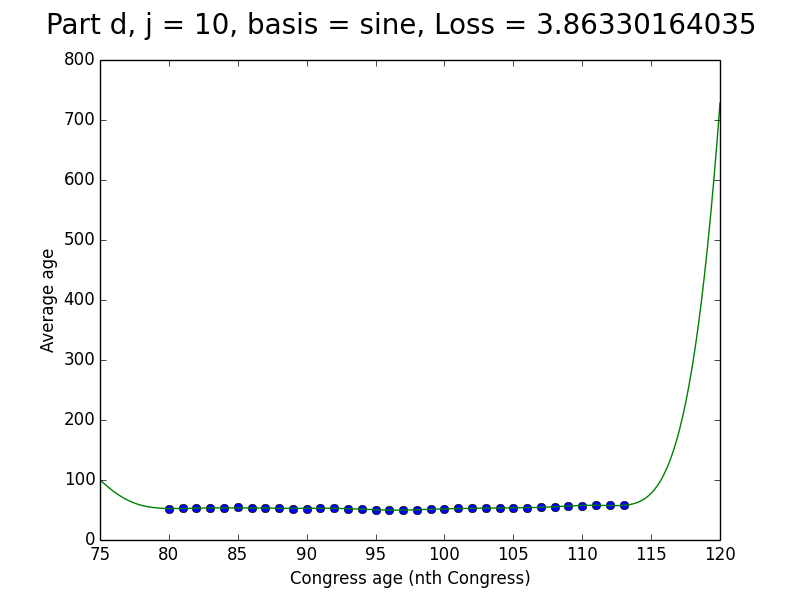 Part d, j = 10, basis = sine, Loss = 3.86330164035
800
700
600
500
400
300
200
100
0
Average age
75 80 85 90 95 100 105 110 115 120
Congress age (nth Congress)